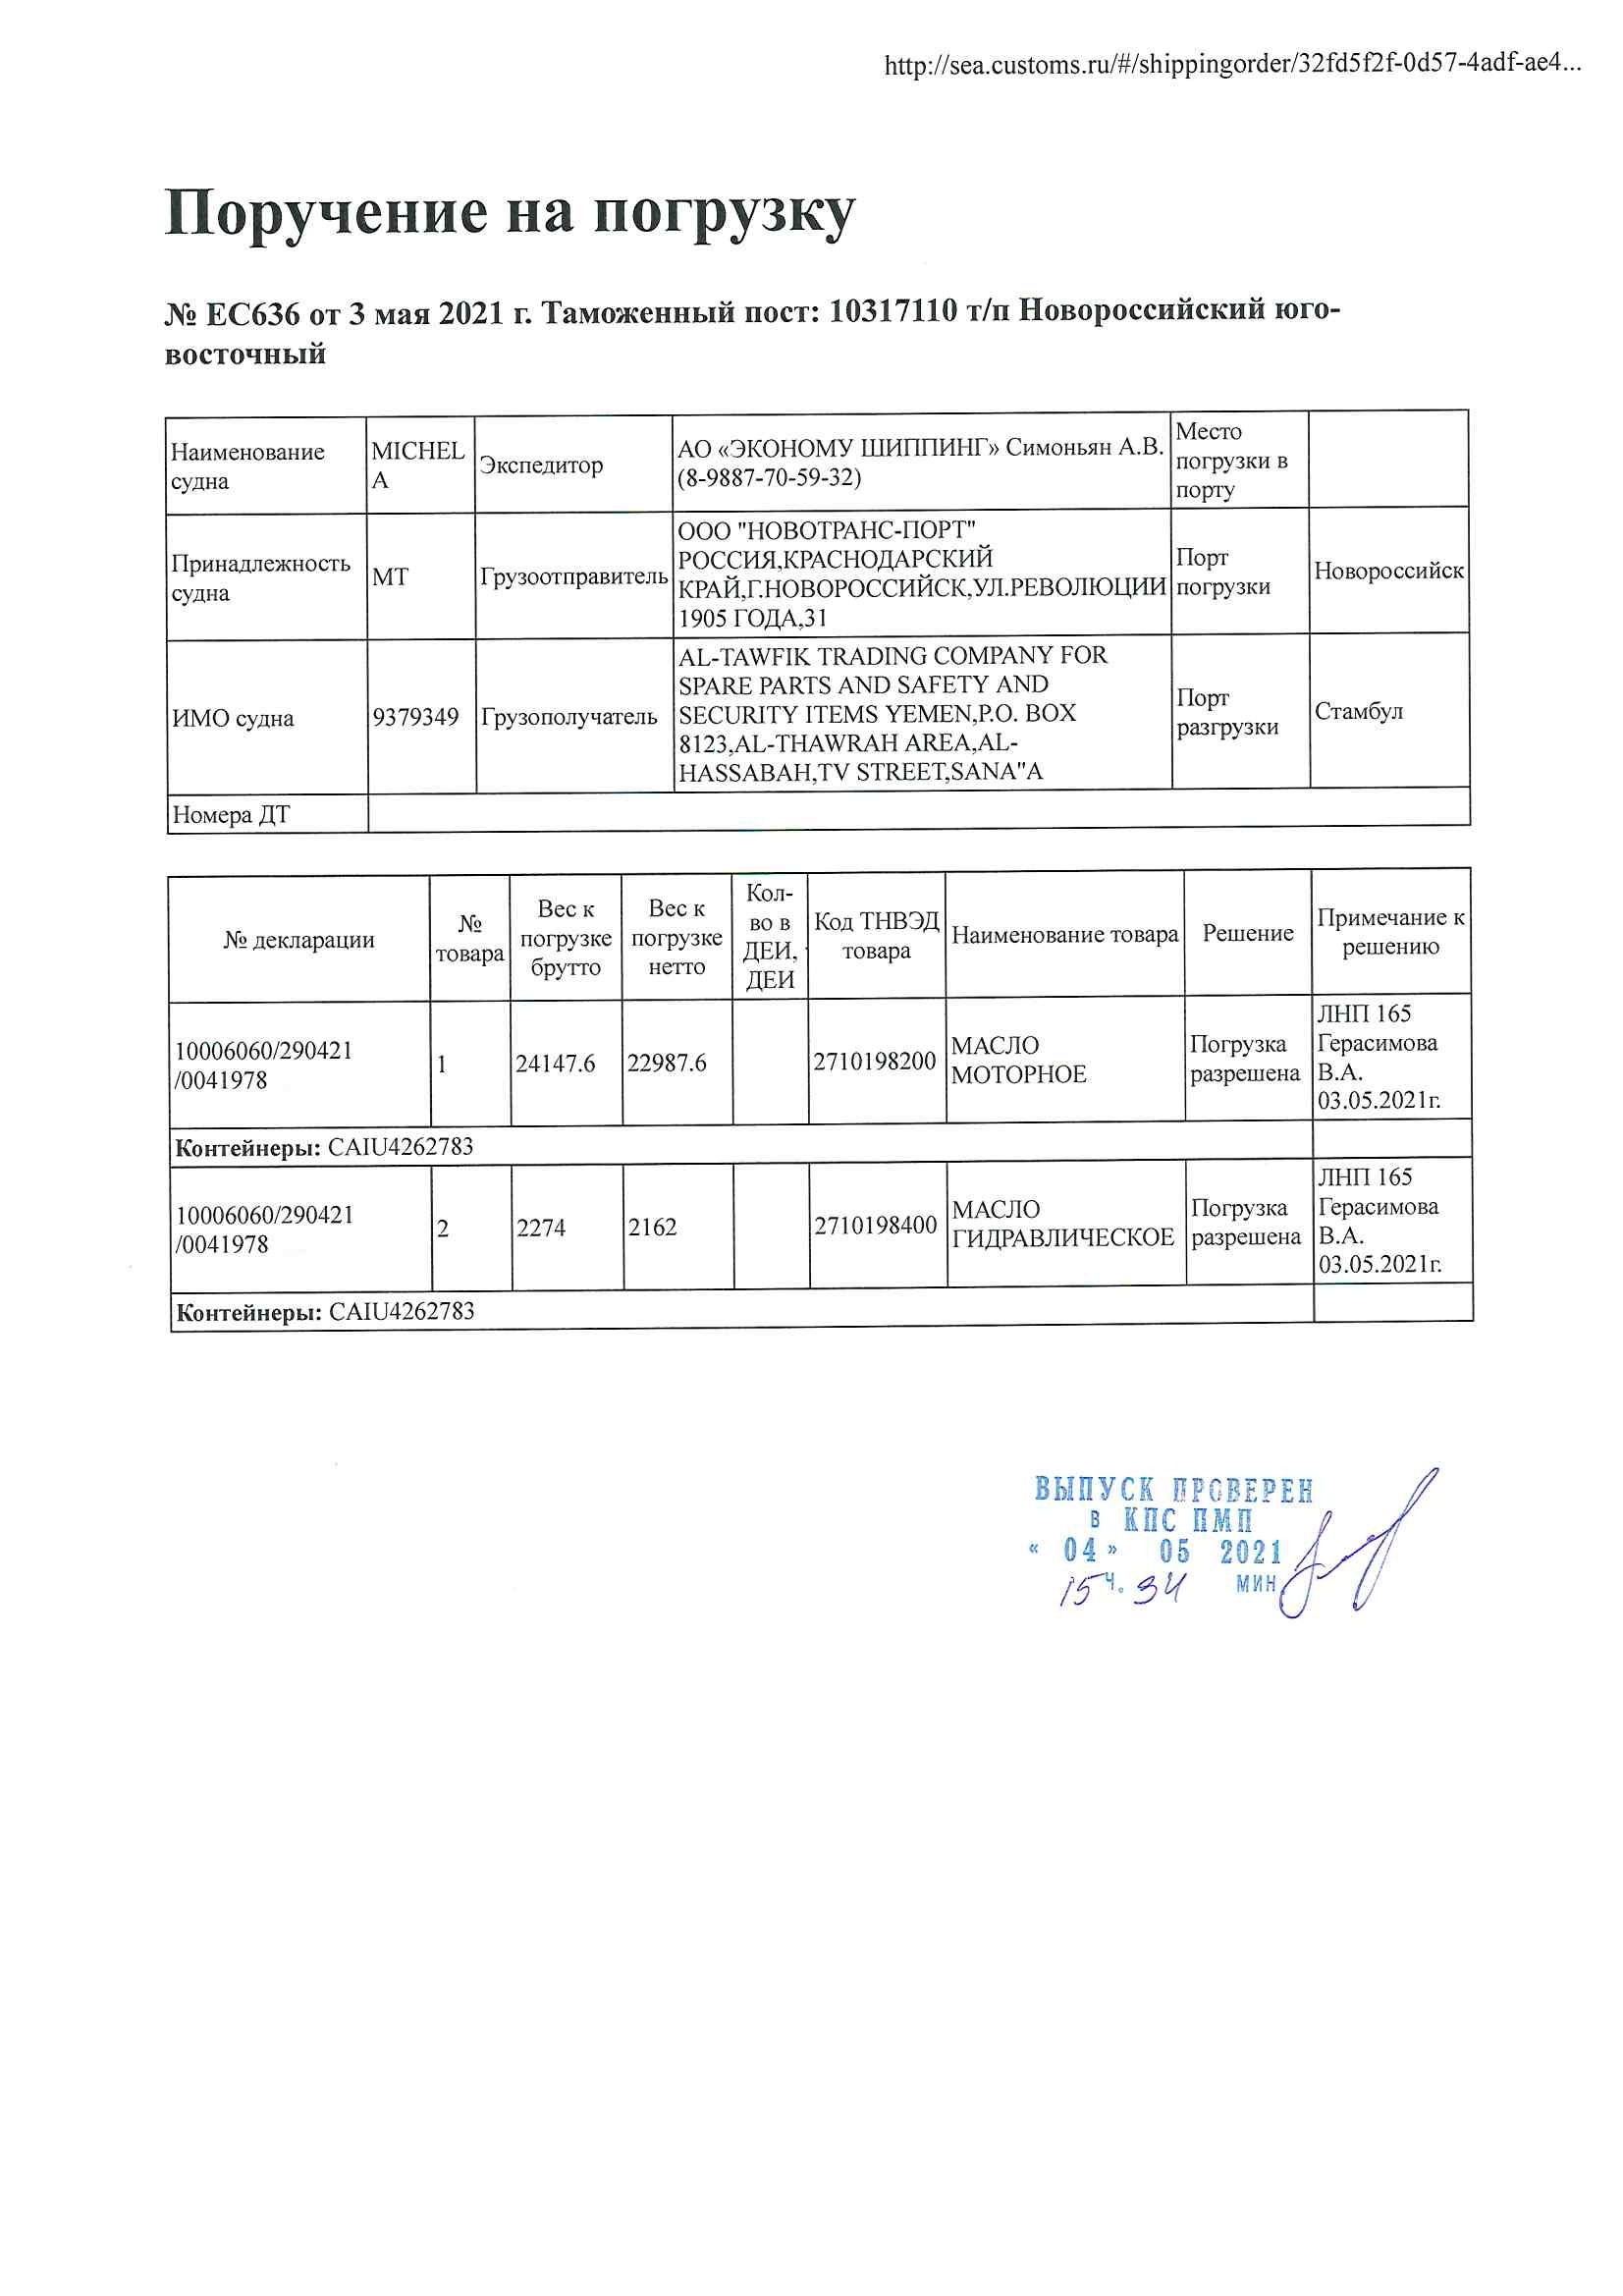 http://sea.customs.ru/#/shippingorder/32fd5f2f-0d57-4adf-ae4...
Поручение на погрузку
№ ЕС636 от 3 мая 2021 г. Таможенный пост: 10317110 т/п Новороссийский юго-
восточный
Наименование
судна
MICHEL
A
Экспедитор
АО «ЭКОНОМУ ШИППИНГ» Симоньян А.В.
(8-9887-70-59-32)
Место
погрузки в
порту
Принадлежность
судна
МТ
Грузоотправитель
ООО "НОВОТРАНС-ПОРТ"
РОССИЯ,КРАСНОДАРСКИЙ
КРАЙ,Г.НОВОРОССИЙСК,УЛ.РЕВОЛЮЦИИ
1905 ГОДА,31
Порт
погрузки
Новороссийск
ИМО судна
9379349
Грузополучатель
AL-TAWFIK TRADING COMPANY FOR
SPARE PARTS AND SAFETY AND
SECURITY ITEMS YEMEN,P.O. BOX
8123,AL-THAWRAH AREA,AL-
HASSABAH,TV STREET,SANA"A
Порт
разгрузки
Стамбул
Номера ДТ
№ декларации
№
товара
Вес к
погрузке
брутто
Вес к
погрузке
нетто
Кол-
во в
ДЕИ,
ДЕИ
Код ТНВЭД
товара
Наименование товара
Решение
Примечание к
решению
10006060/290421
/0041978
1
24147.6
22987.6
2710198200
МАСЛО
МОТОРНОЕ
Погрузка
разрешена
ЛНП 165
Герасимова
В.А.
03.05.2021г.
Контейнеры: CAIU4262783
10006060/290421
/0041978
2
2274
2162
2710198400
МАСЛО
ГИДРАВЛИЧЕСКОЕ
Погрузка
разрешена
ЛНП 165
Герасимова
В.А.
03.05.2021г.
Контейнеры: CAIU4262783
ВЫПУСК ПРОВЕРЕН
в КПС ПМП
« 04 » 05 2021
15 ч. 34 мин.